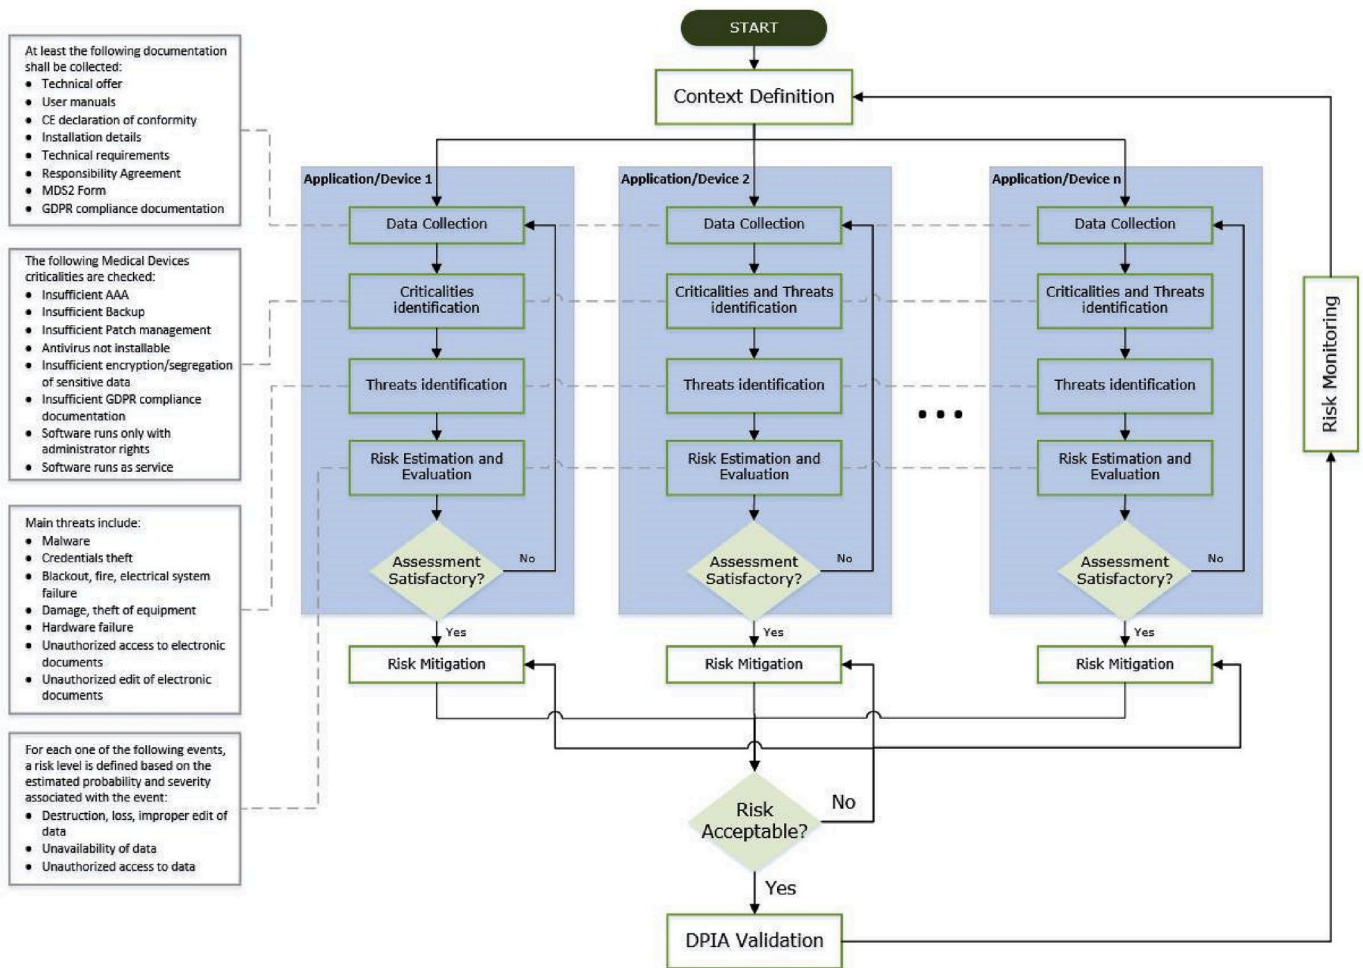 START
Context Definition
At least the following documentation
shall be collected:
● Technical offer
● User manuals
● CE declaration of conformity
● Installation details
● Technical requirements
● Responsibility Agreement
● MDS2 Form
● GDPR compliance documentation
The following Medical Devices
criticalities are checked:
● Insufficient AAA
● Insufficient Backup
● Insufficient Patch management
● Antivirus not installable
● Insufficient encryption/segregation
of sensitive data
● Insufficient GDPR compliance
documentation
● Software runs only with
administrator rights
● Software runs as service
Main threats include:
● Malware
● Credentials theft
● Blackout, fire, electrical system
failure
● Damage, theft of equipment
● Hardware failure
● Unauthorized access to electronic
documents
● Unauthorized edit of electronic
documents
For each one of the following events,
a risk level is defined based on the
estimated probability and severity
associated with the event:
● Destruction, loss, improper edit of
data
● Unavailability of data
● Unauthorized access to data
Application/Device 1
Data Collection
Criticalities
identification
Threats identification
Risk Estimation and
Evaluation
Assessment
Satisfactory?
No
Yes
Risk Mitigation
Application/Device 2
Data Collection
Criticalities and Threats
identification
Threats identification
Risk Estimation and
Evaluation
Assessment
Satisfactory?
No
Yes
Risk Mitigation
...
Application/Device n
Data Collection
Criticalities and Threats
identification
Threats identification
Risk Estimation and
Evaluation
Assessment
Satisfactory?
No
Yes
Risk Mitigation
Risk
Acceptable?
No
Yes
DPIA Validation
Risk Monitoring